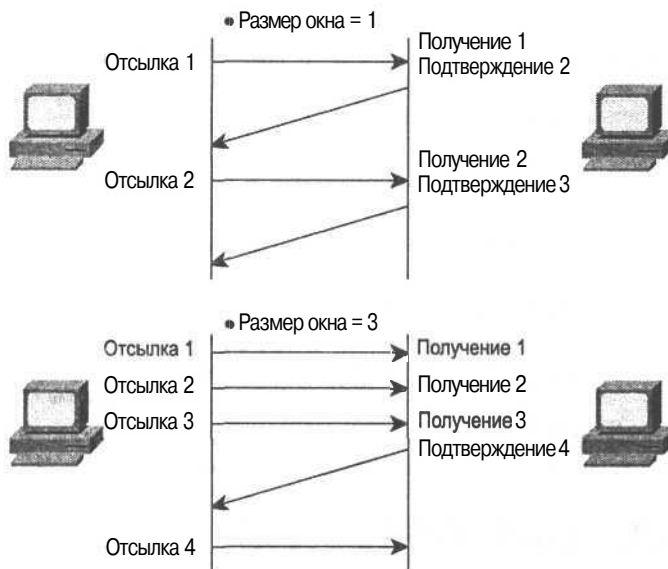 • Размер окна = 1
Отсылка 1
Получение 1
Подтверждение 2
Отсылка 2
Получение 2
Подтверждение 3
• Размер окна = 3
Отсылка 1
Получение 1
Отсылка 2
Получение 2
Отсылка 3
Получение 3
Подтверждение 4
Отсылка 4